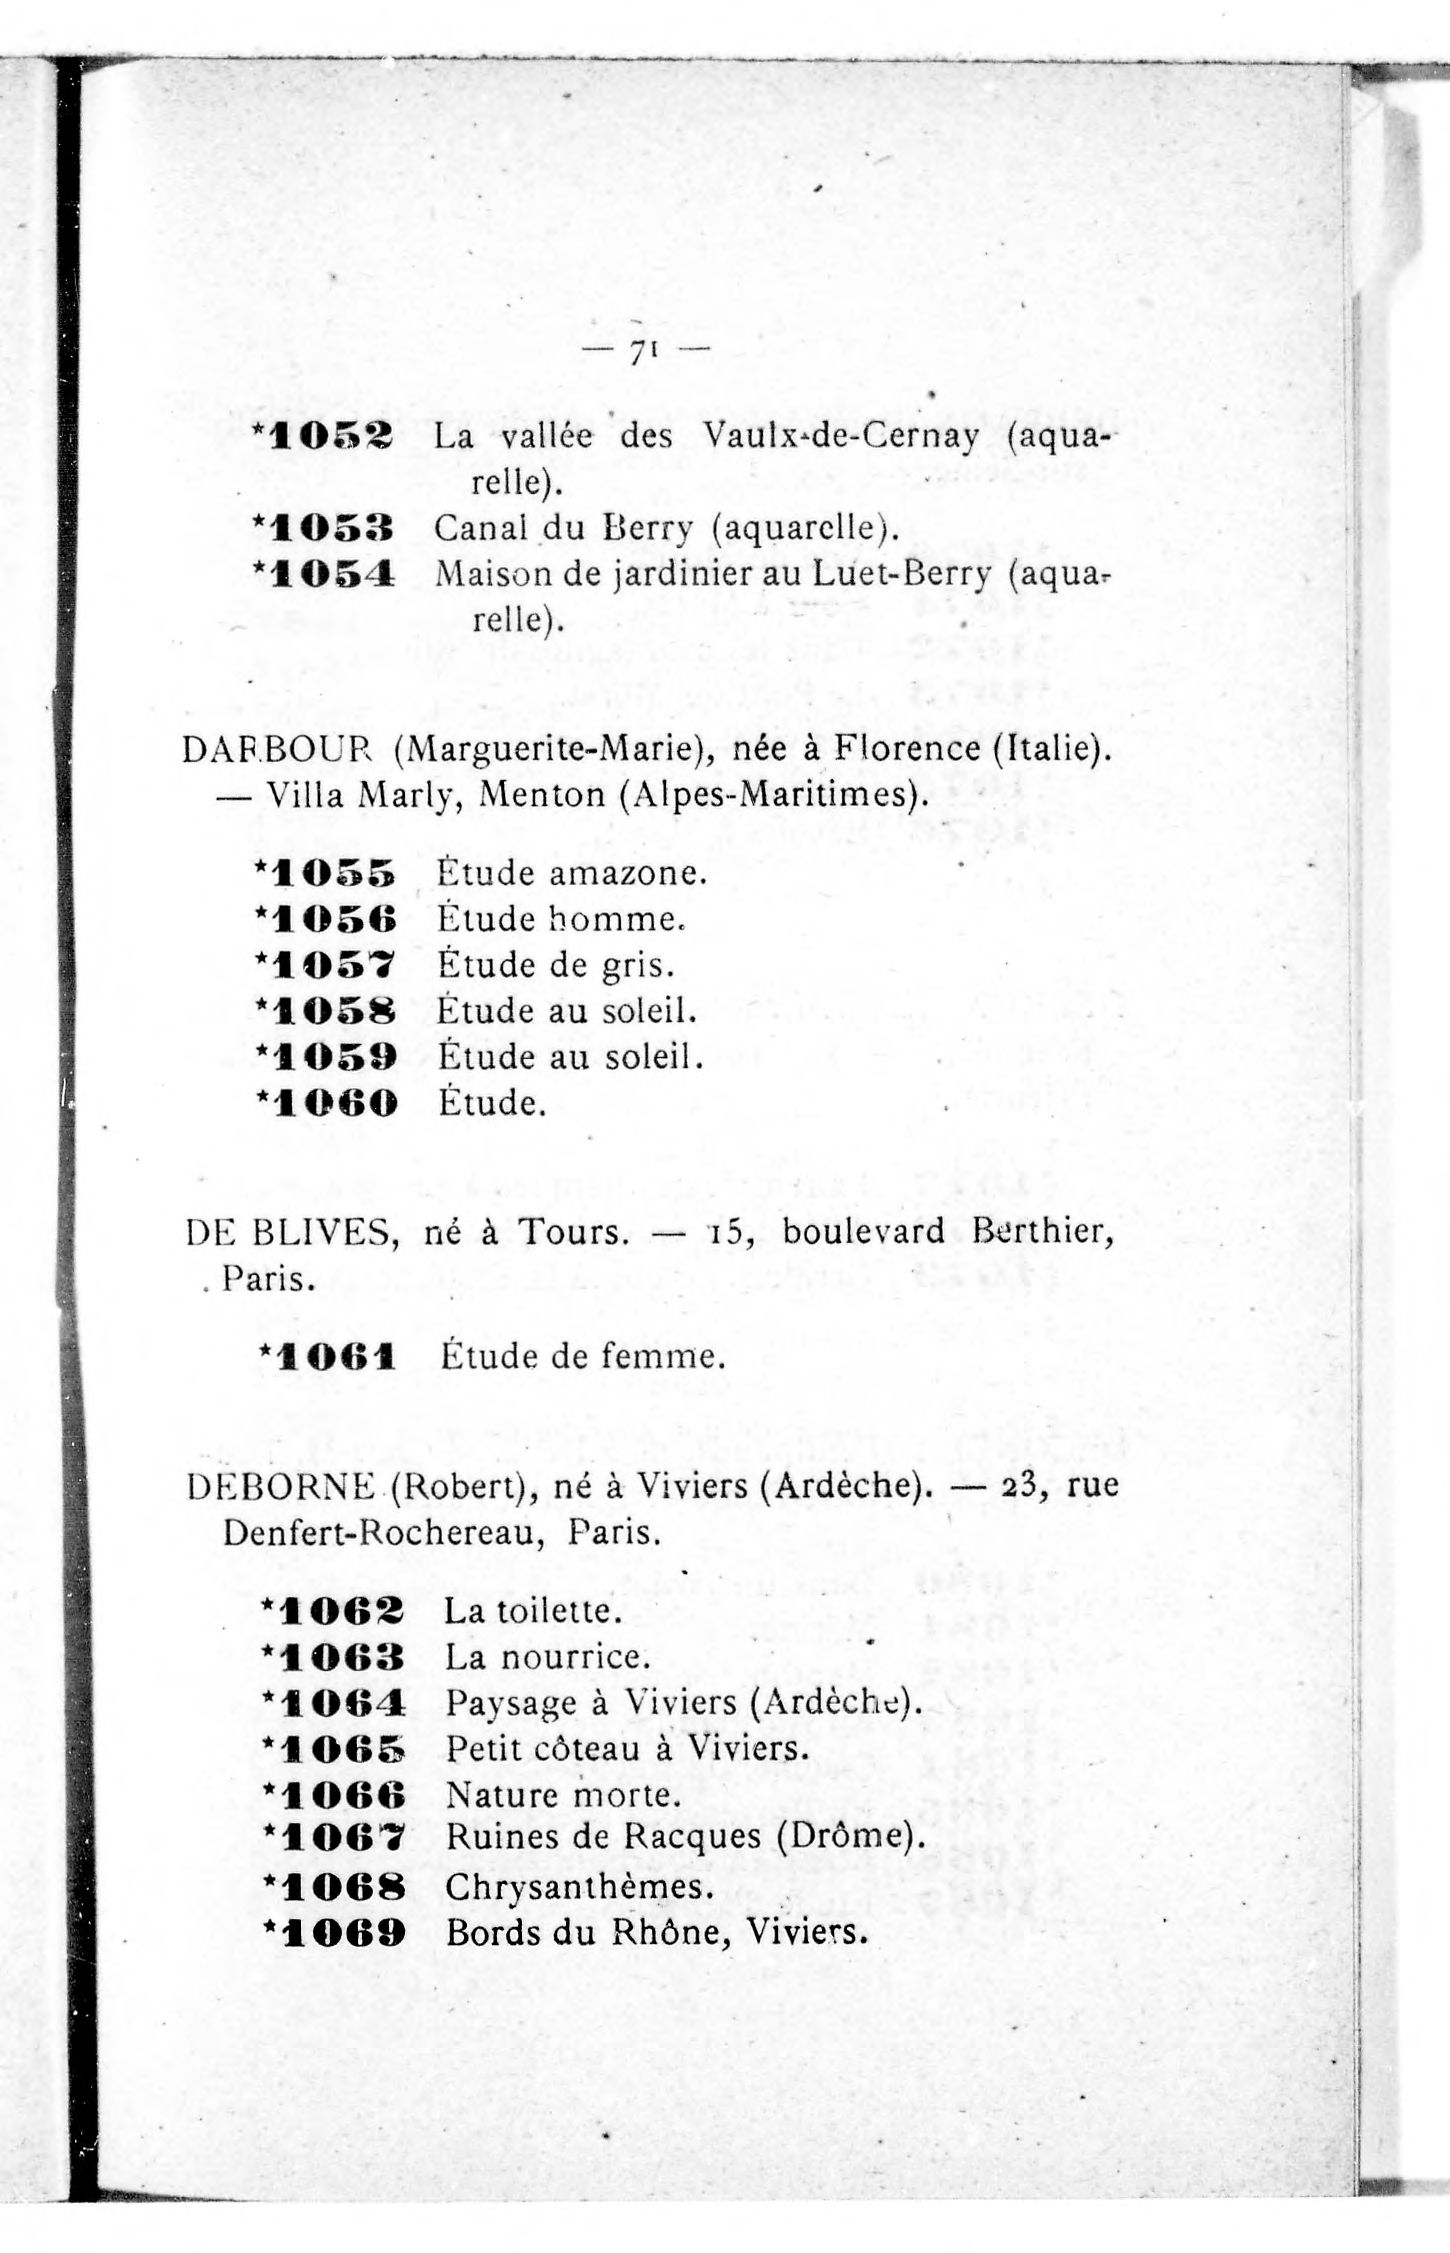 — 71 —
*1052 La vallée des Vaulx-de-Cernay (aqua-
relle).
*1053 Canal du Berry (aquarelle).
*1054 Maison de jardinier au Luet-Berry (aqua-
relle).
DARBOUR (Marguerite-Marie), née à Florence (Italie).
— Villa Marly, Menton (Alpes-Maritimes).
*1055 Étude amazone.
*1056 Étude homme.
*1057 Étude de gris.
*1058 Étude au soleil.
*1059 Étude au soleil.
*1060 Étude.
DE BLIVES, né à Tours. — 15, boulevard Berthier,
Paris.
*1061 Étude de femme.
DEBORNE (Robert), né à Viviers (Ardèche). — 23, rue
Denfert-Rochereau, Paris.
*1062 La toilette.
*1063 La nourrice.
*1064 Paysage à Viviers (Ardèche).
*1065 Petit côteau à Viviers.
*1066 Nature morte.
*1067 Ruines de Racques (Drôme).
*1068 Chrysanthèmes.
*1069 Bords du Rhône, Viviers.